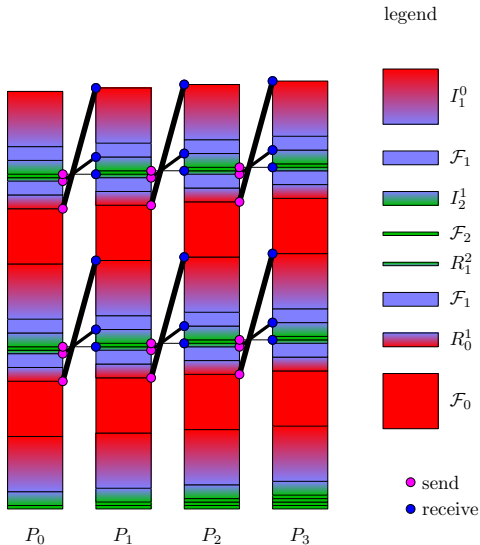 legend
$I_1^0$
$\mathcal{F}_1$
$I_2^1$
$\mathcal{F}_2$
$R_1^2$
$\mathcal{F}_1$
$R_0^1$
$\mathcal{F}_0$
send
receive
$P_0$ $P_1$ $P_2$ $P_3$